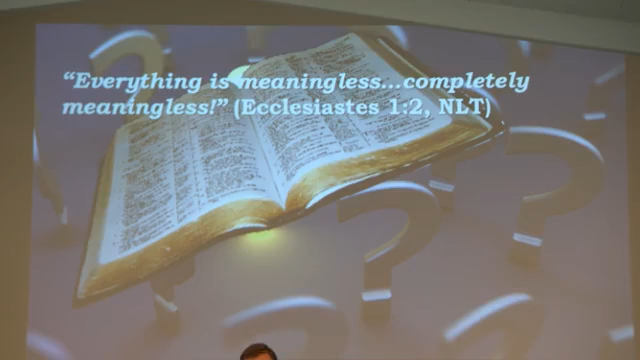 “Everything is meaningless...completely
meaningless!” (Ecclesiastes 1:2, NLT)